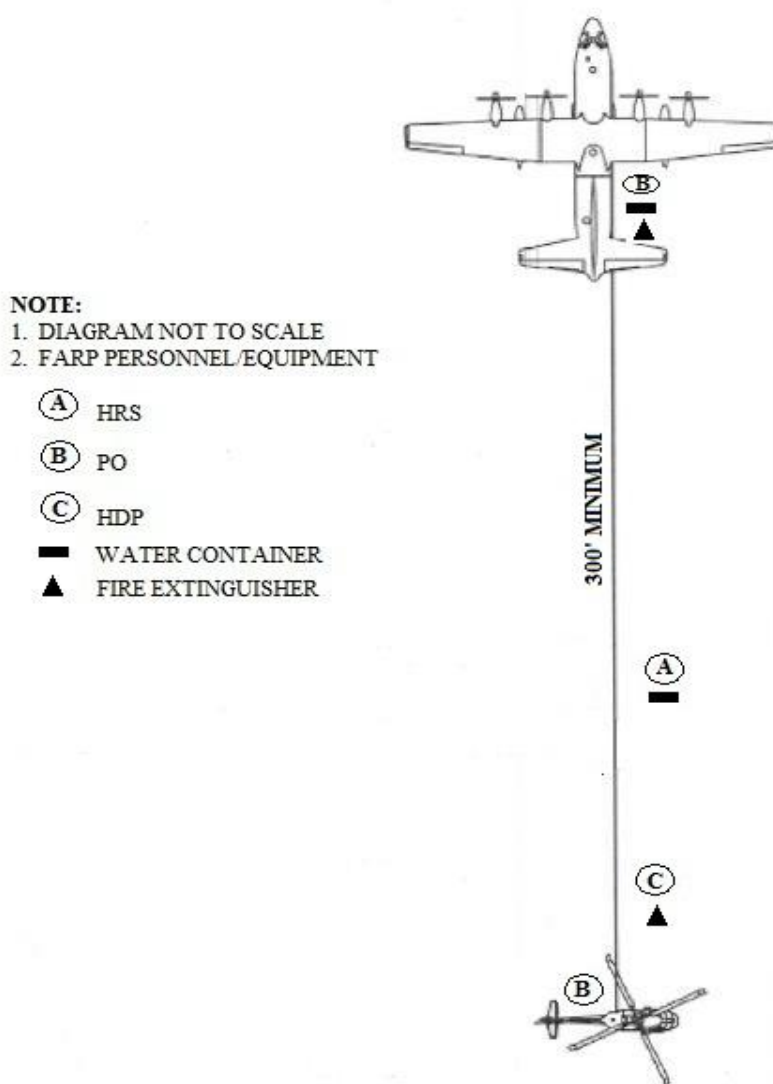 B
NOTE:
1. DIAGRAM NOT TO SCALE
2. FARP PERSONNEL/EQUIPMENT
A HRS
B PO
C HDP
WATER CONTAINER
FIRE EXTINGUISHER
300' MINIMUM
A
C
B